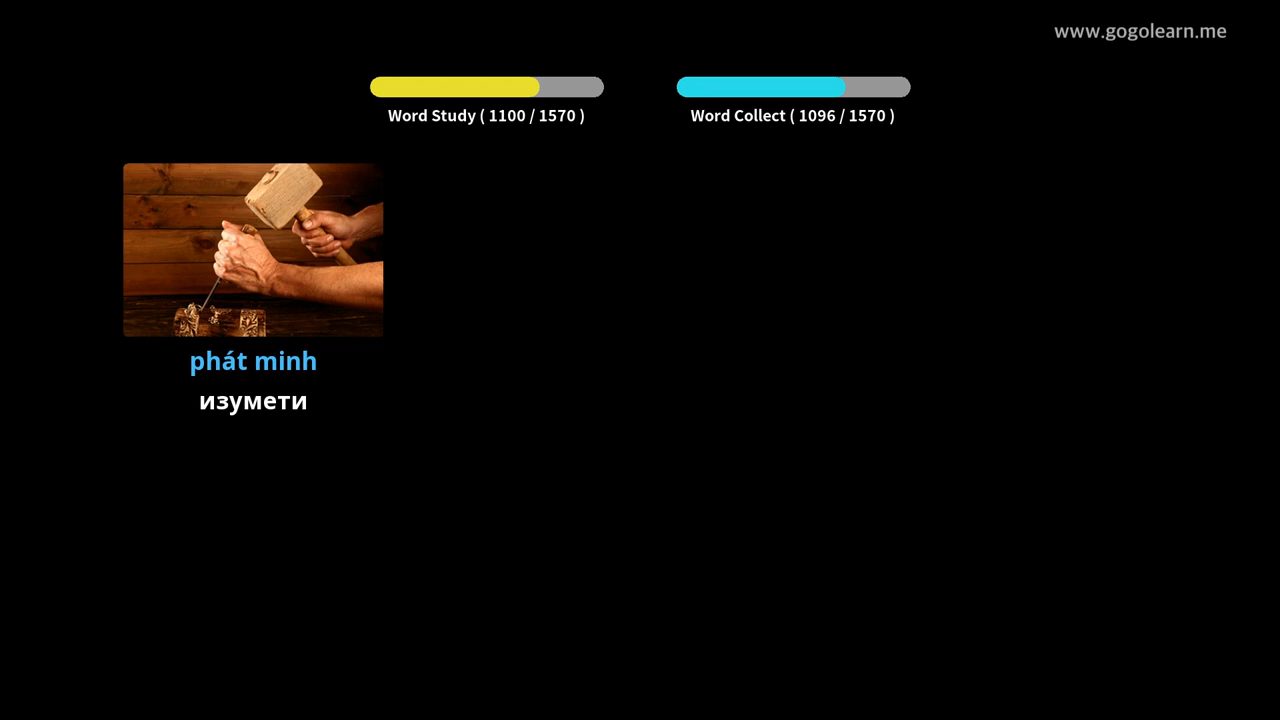 www.gogolearn.me
Word Study ( 1100 / 1570 )
Word Collect ( 1096 / 1570 )
phát minh
изумети